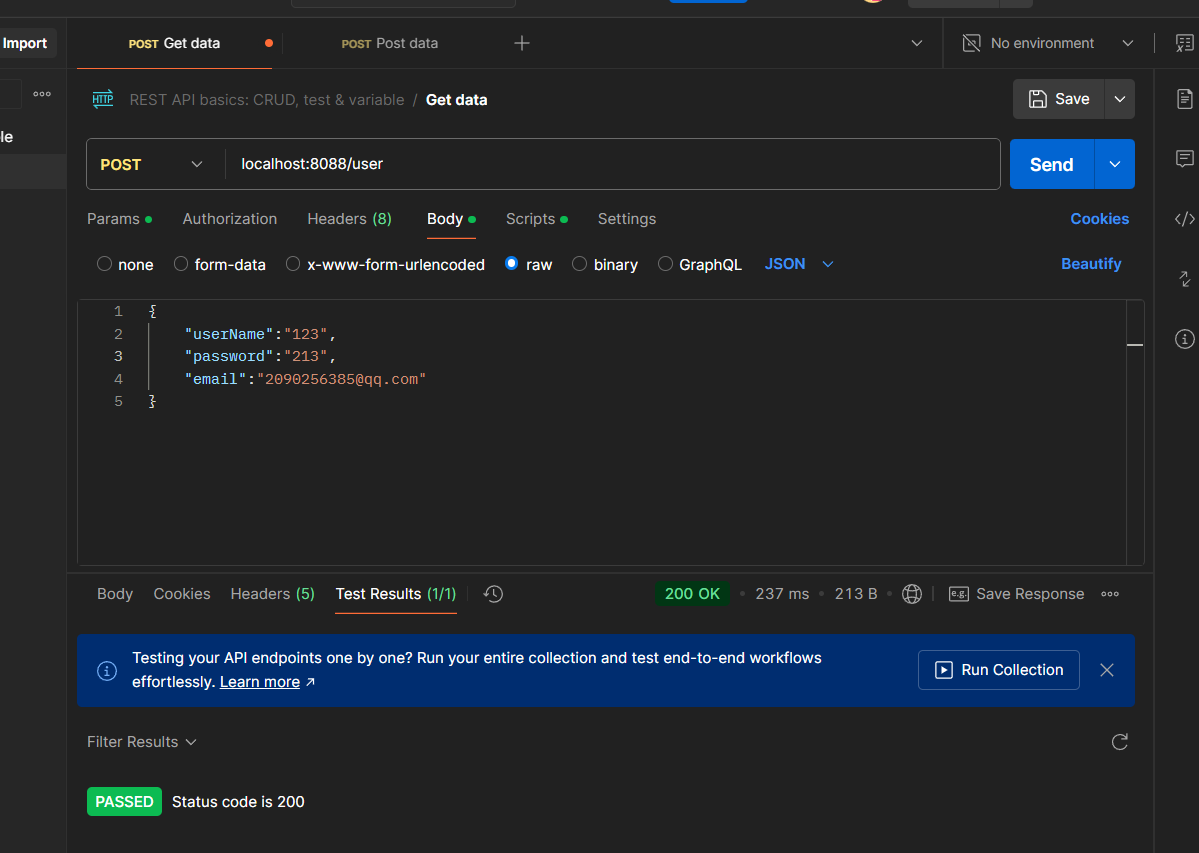 Import
POST Get data
POST Post data
No environment
le
HTTP REST API basics: CRUD, test & variable / Get data
Save
POST
localhost:8088/user
Send
Params
Authorization
Headers (8)
Body
Scripts
Settings
Cookies
none
form-data
x-www-form-urlencoded
raw
binary
GraphQL
JSON
Beautify
1 {
2 "userName":"123",
3 "password":"213",
4 "email":"2090256385@qq.com"
5 }
Body
Cookies
Headers (5)
Test Results (1/1)
200 OK
237 ms
213 B
e.g. Save Response
Testing your API endpoints one by one? Run your entire collection and test end-to-end workflows
effortlessly. Learn more ↗
Run Collection
Filter Results
PASSED Status code is 200